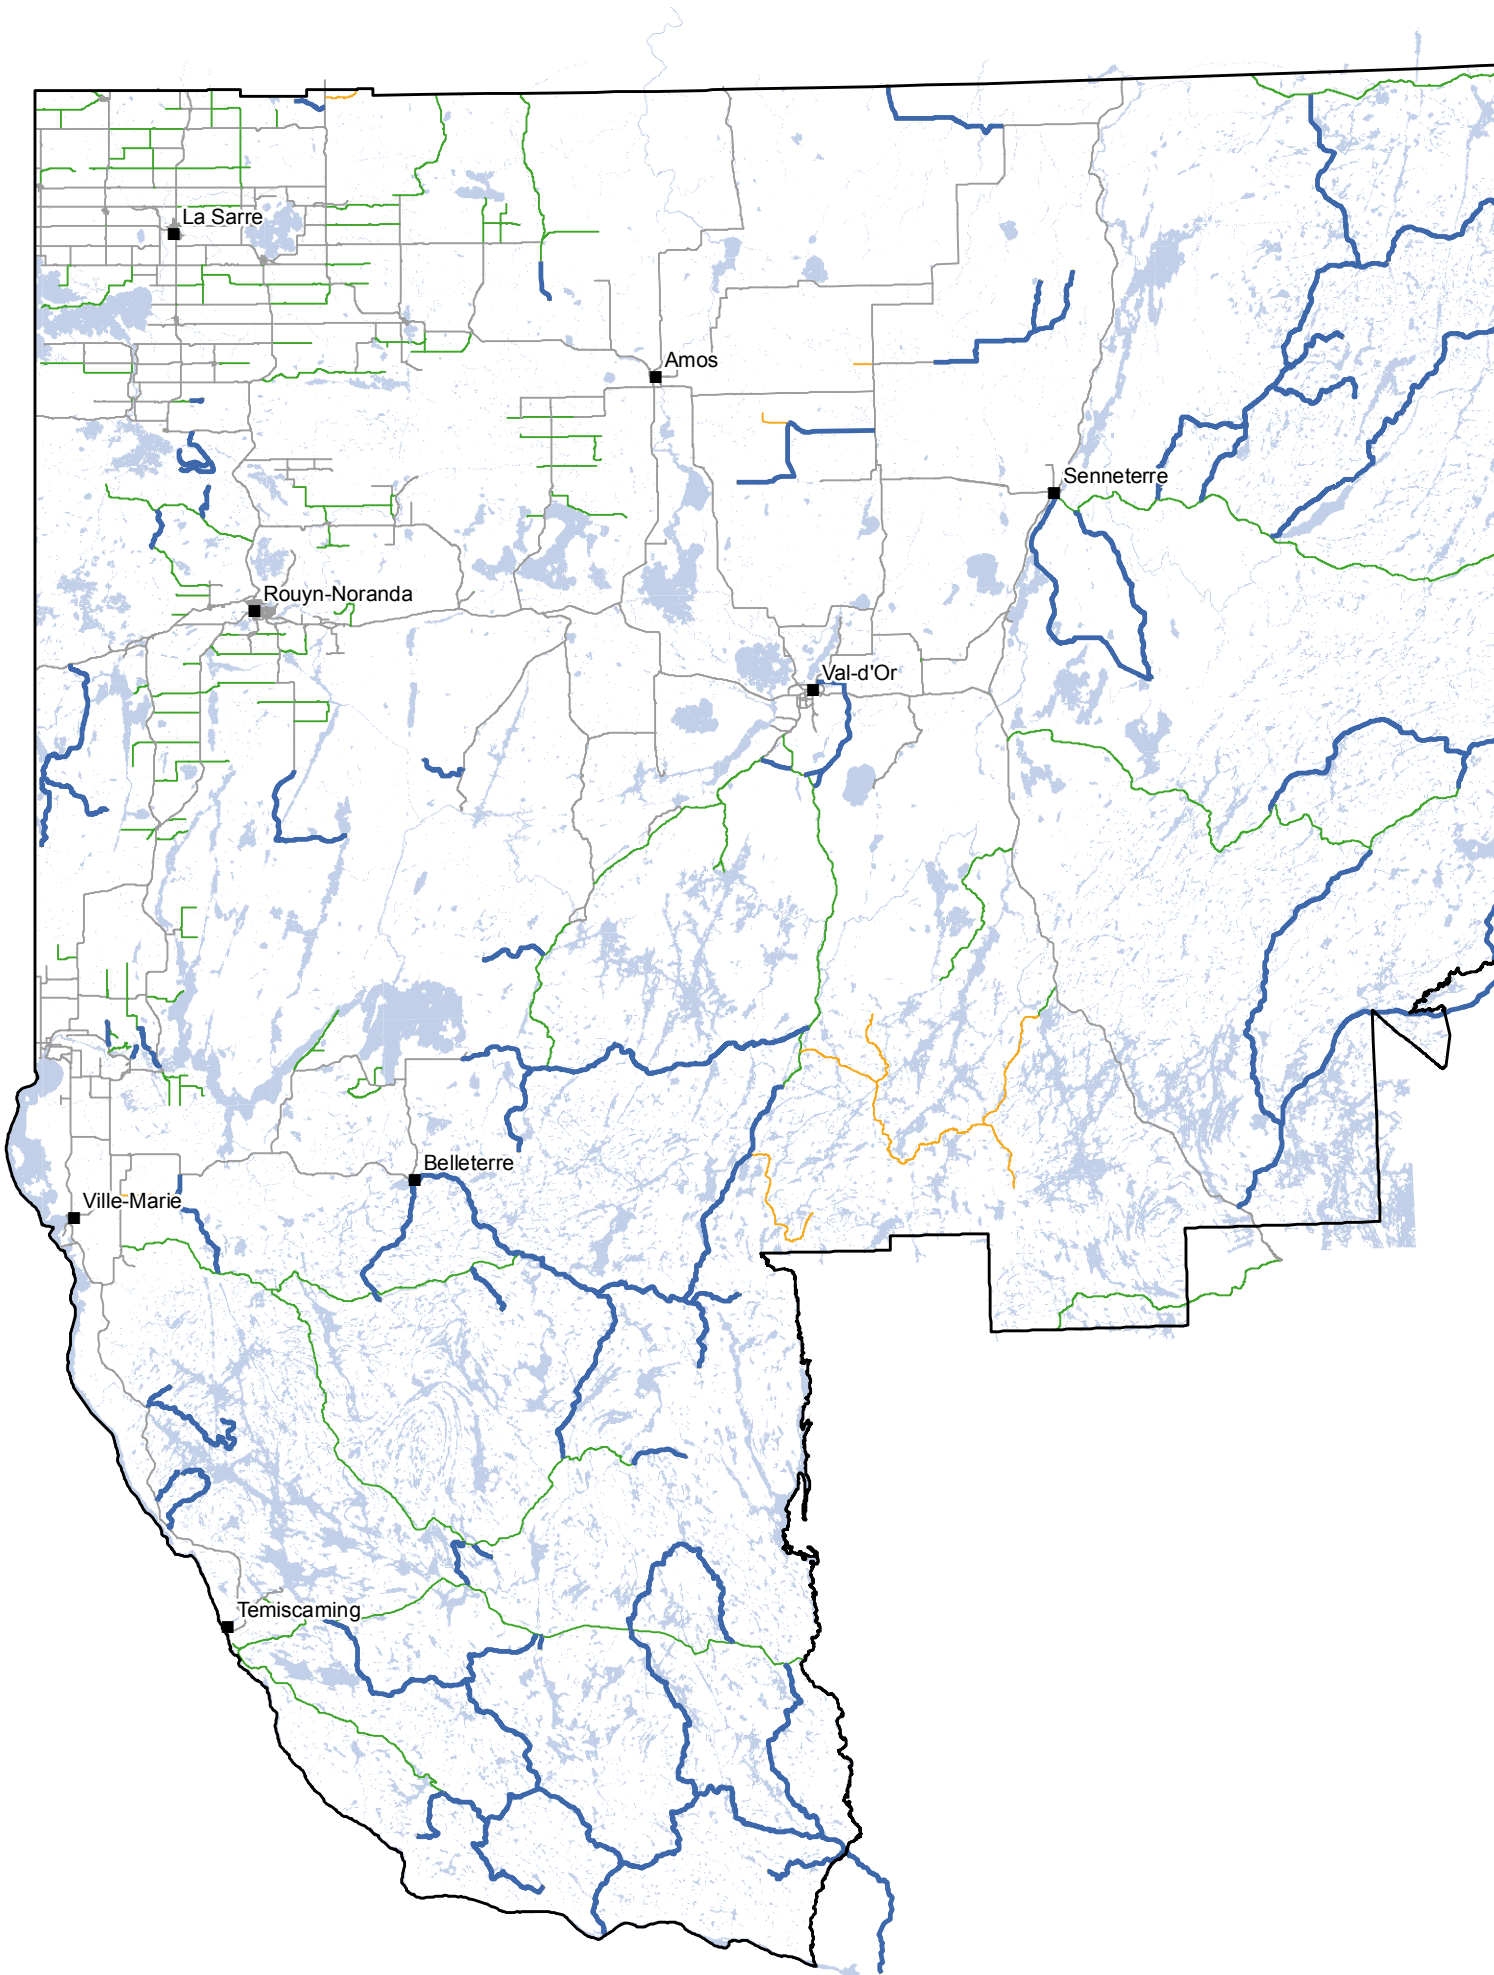 La Sarre
Amos
Senneterre
Rouyn-Noranda
Val-d'Or
Belleterre
Ville-Marie
Temiscaming